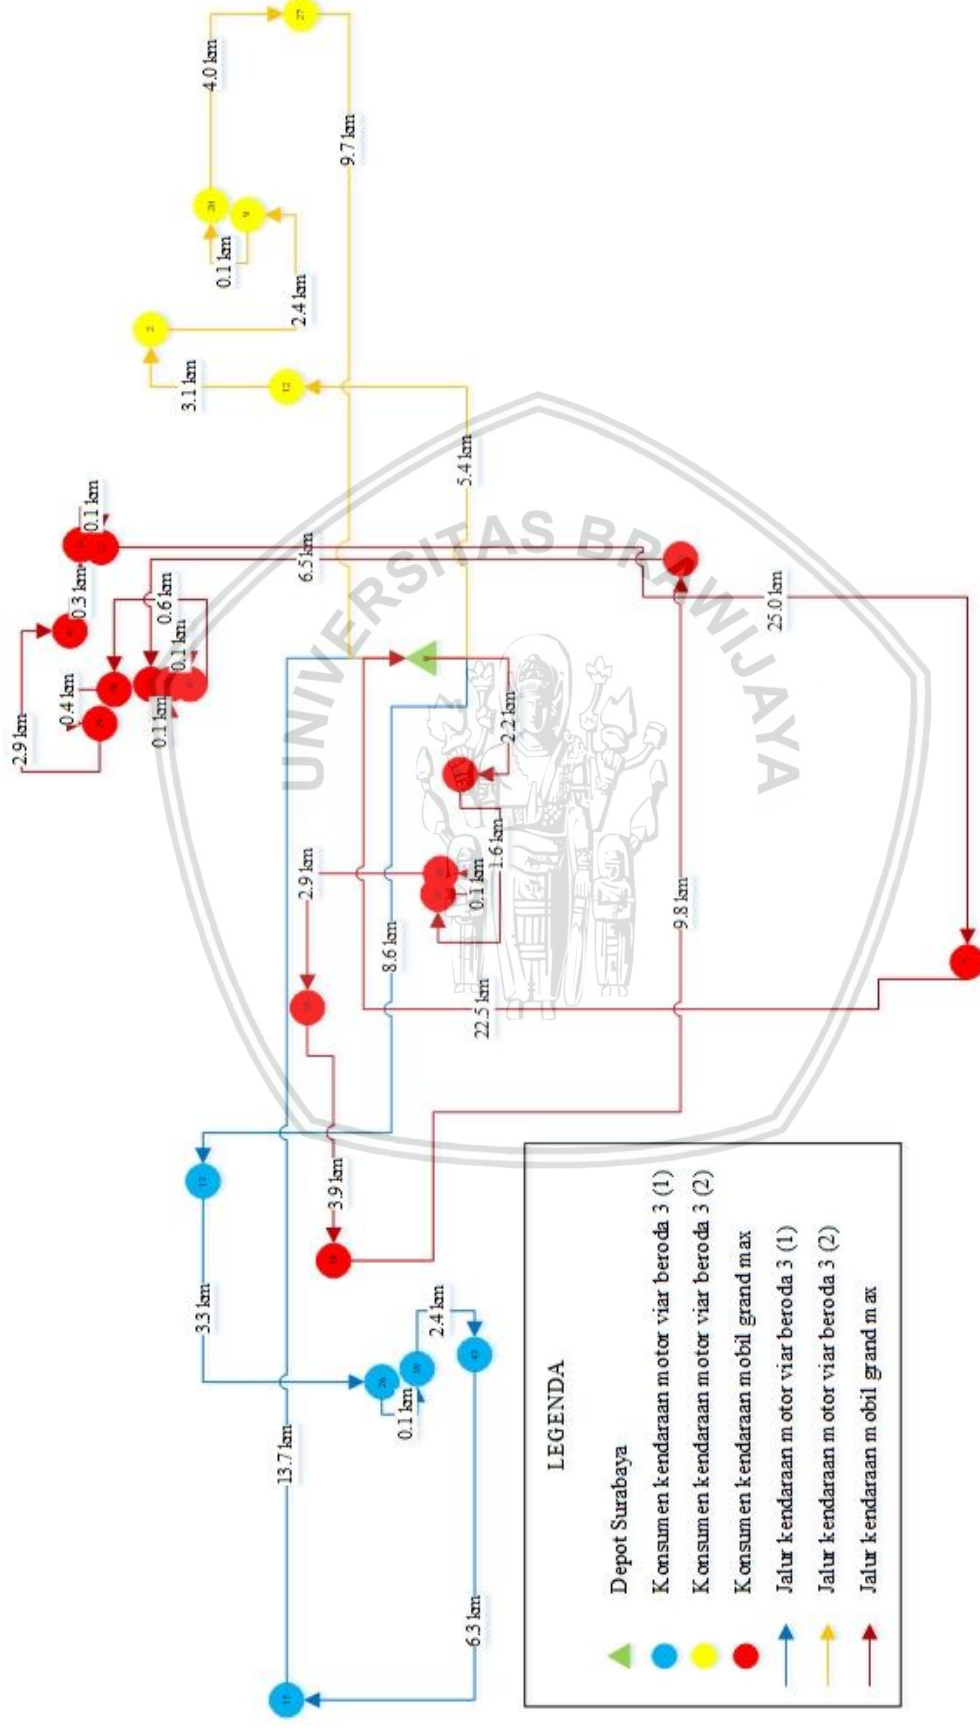 4.0 km
27
9.7 km
20
9
0.1 km
2.4 km
2
3.1 km
12
5.4 km
0.1 km
0.3 km
6.5 km
0.6 km
0.1 km
0.4 km
0.1 km
2.9 km
25.0 km
2.2 km
1.6 km
0.1 km
2.9 km
8.6 km
9.8 km
22.5 km
3.9 km
3.3 km
26
0.1 km
2.4 km
13.7 km
6.3 km
UNIVERSITAS BRAWIJAYA
LEGENDA
Depot Surabaya
Konsumen kendaraan motor viar beroda 3 (1)
Konsumen kendaraan motor viar beroda 3 (2)
Konsumen kendaraan mobil grand max
Jalur kendaraan motor viar beroda 3 (1)
Jalur kendaraan motor viar beroda 3 (2)
Jalur kendaraan mobil grand max